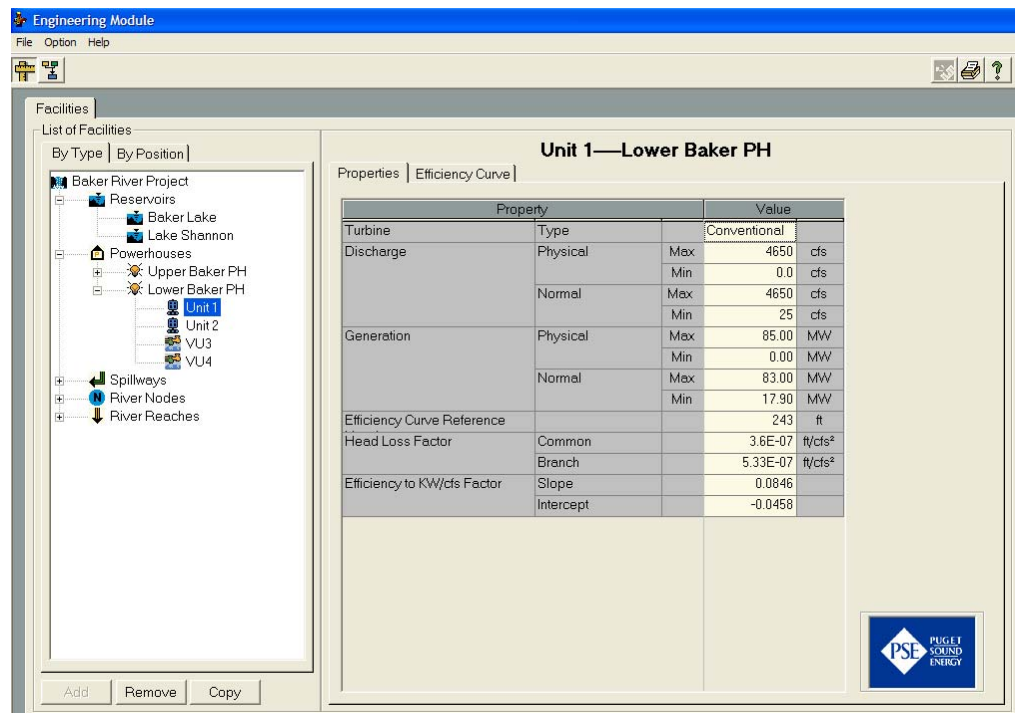 Engineering Module
File Option Help
Facilities
List of Facilities
By Type By Position
Baker River Project
Reservoirs
Baker Lake
Lake Shannon
Powerhouses
Upper Baker PH
Lower Baker PH
Unit 1
Unit 2
VU3
VU4
Spillways
N River Nodes
River Reaches
Add Remove Copy
Unit 1—Lower Baker PH
Properties Efficiency Curve
Property Value
Turbine Type Conventional
Discharge Physical Max 4650 cfs
Min 0.0 cfs
Normal Max 4650 cfs
Min 25 cfs
Generation Physical Max 85.00 MW
Min 0.00 MW
Normal Max 83.00 MW
Min 17.90 MW
Efficiency Curve Reference 243 ft
Head Loss Factor Common 3.6E-07 ft/cfs²
Branch 5.33E-07 ft/cfs²
Efficiency to KW/cfs Factor Slope 0.0846
Intercept -0.0458
PSE PUGET
SOUND
ENERGY